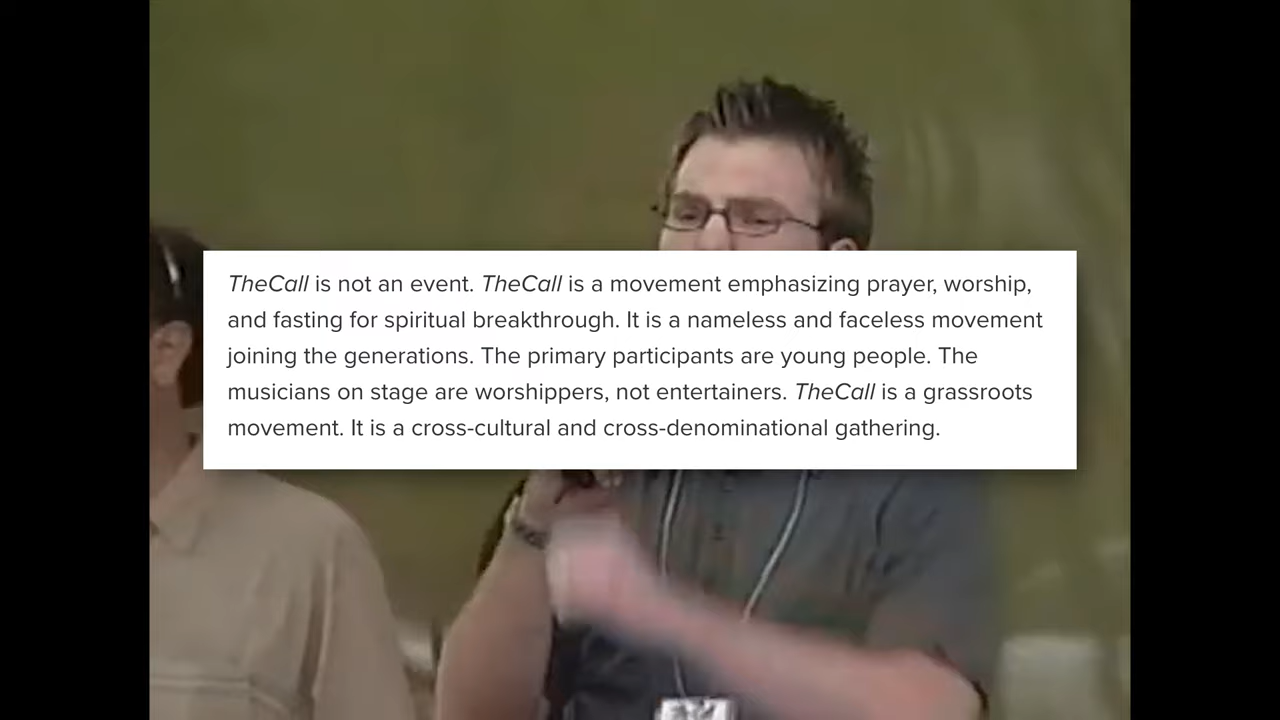 TheCall is not an event. TheCall is a movement emphasizing prayer, worship,
and fasting for spiritual breakthrough. It is a nameless and faceless movement
joining the generations. The primary participants are young people. The
musicians on stage are worshippers, not entertainers. TheCall is a grassroots
movement. It is a cross-cultural and cross-denominational gathering.